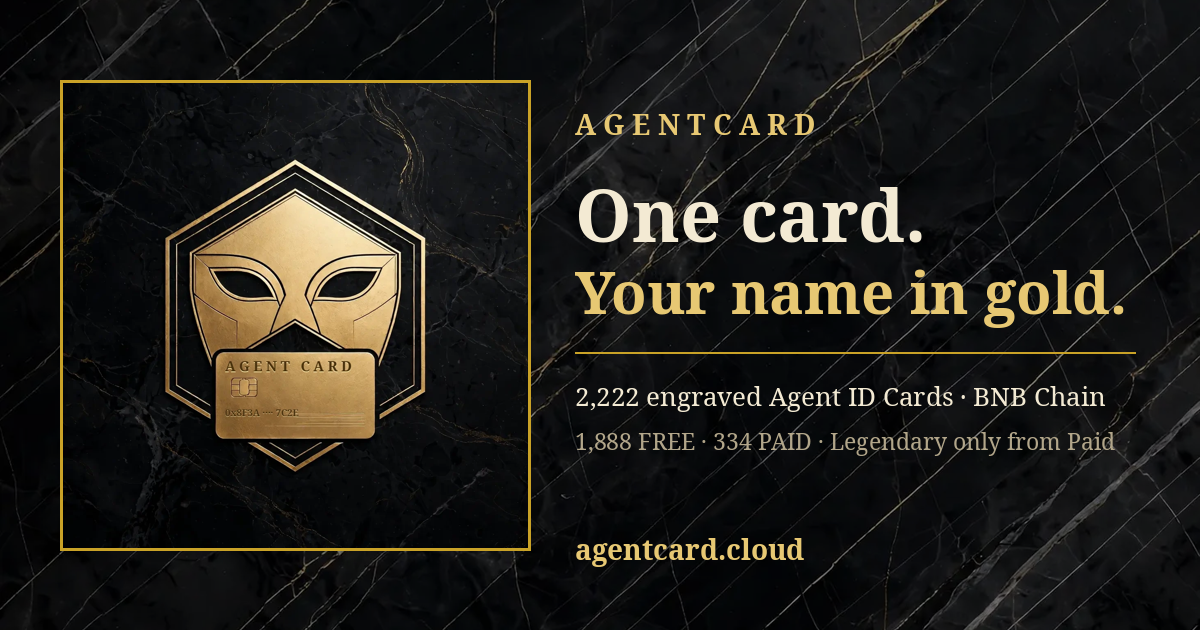 AGENT CARD
0x8F3A ···· 7C2E
AGENTCARD
One card.
Your name in gold.
2,222 engraved Agent ID Cards · BNB Chain
1,888 FREE · 334 PAID · Legendary only from Paid
agentcard.cloud